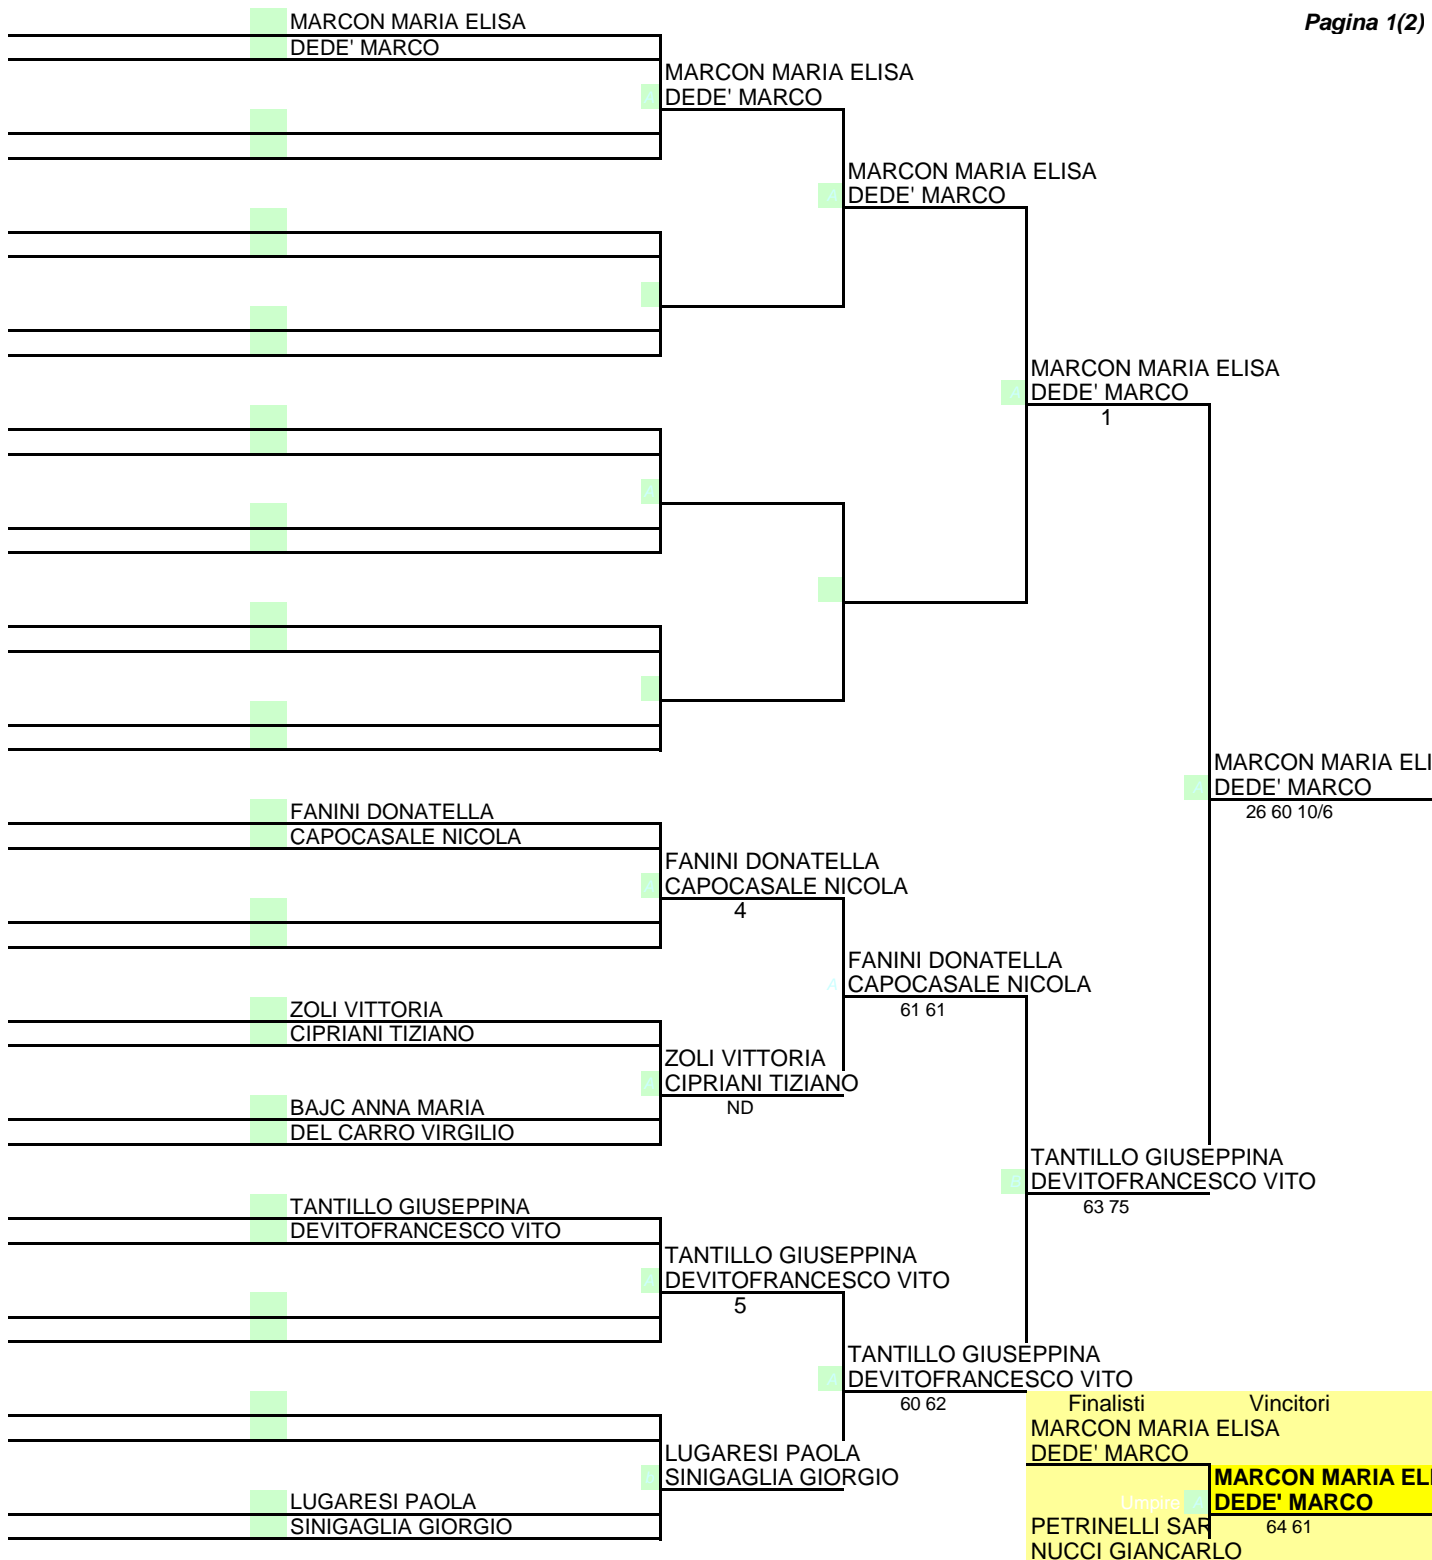 Pagina 1(2)
MARCON MARIA ELISA
DEDE' MARCO
MARCON MARIA ELISA
DEDE' MARCO
MARCON MARIA ELISA
DEDE' MARCO
MARCON MARIA ELISA
DEDE' MARCO
1
MARCON MARIA ELI
DEDE' MARCO
26 60 10/6
FANINI DONATELLA
CAPOCASALE NICOLA
FANINI DONATELLA
CAPOCASALE NICOLA
4
FANINI DONATELLA
CAPOCASALE NICOLA
61 61
ZOLI VITTORIA
CIPRIANI TIZIANO
ZOLI VITTORIA
CIPRIANI TIZIANO
ND
BAJC ANNA MARIA
DEL CARRO VIRGILIO
TANTILLO GIUSEPPINA
DEVITOFRANCESCO VITO
63 75
TANTILLO GIUSEPPINA
DEVITOFRANCESCO VITO
TANTILLO GIUSEPPINA
DEVITOFRANCESCO VITO
5
TANTILLO GIUSEPPINA
DEVITOFRANCESCO VITO
60 62
LUGARESI PAOLA
SINIGAGLIA GIORGIO
LUGARESI PAOLA
SINIGAGLIA GIORGIO
Finalisti Vincitori
MARCON MARIA ELISA
DEDE' MARCO
MARCON MARIA ELI
Umpire DEDE' MARCO
64 61
PETRINELLI SAR
NUCCI GIANCARLO